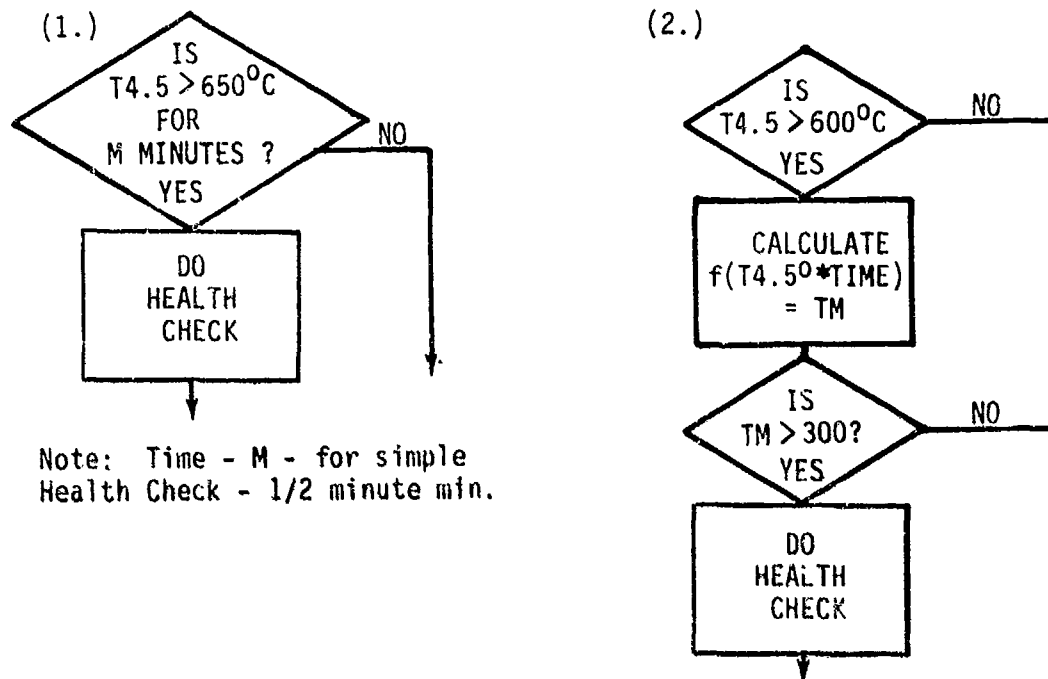 (1.)
IS
T4.5 > 650°C
FOR
M MINUTES ?
YES
NO
DO
HEALTH
CHECK
Note: Time - M - for simple
Health Check - 1/2 minute min.
(2.)
IS
T4.5 > 600°C
YES
NO
CALCULATE
f(T4.5°*TIME)
= TM
IS
TM > 300?
YES
NO
DO
HEALTH
CHECK